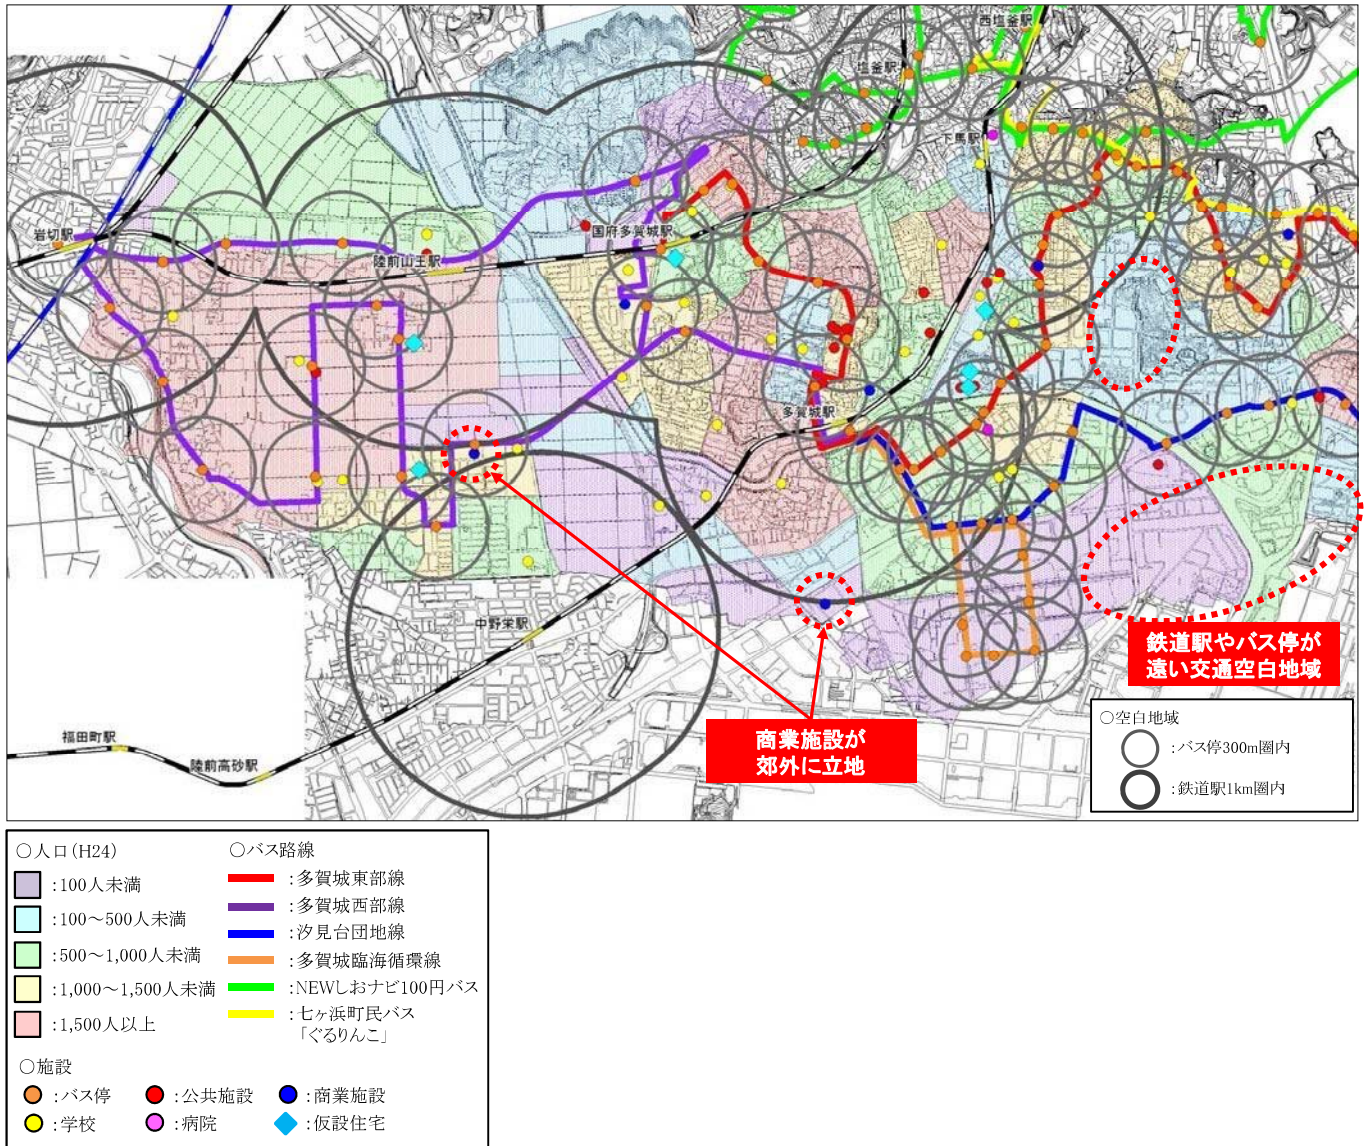 西塩釜駅
塩釜駅
下馬駅
岩切駅
国府多賀城駅
陸前山王駅
多賀城駅
中野栄駅
福田町駅
陸前高砂駅
鉄道駅やバス停が
遠い交通空白地域
商業施設が
郊外に立地
○空白地域
:バス停300m圏内
:鉄道駅1km圏内
○人口(H24)
:100人未満
:100～500人未満
:500～1,000人未満
:1,000～1,500人未満
:1,500人以上
○バス路線
:多賀城東部線
:多賀城西部線
:汐見台団地線
:多賀城臨海循環線
:NEWしおナビ100円バス
:七ヶ浜町民バス
「ぐるりんこ」
○施設
:バス停
:公共施設
:商業施設
:学校
:病院
:仮設住宅